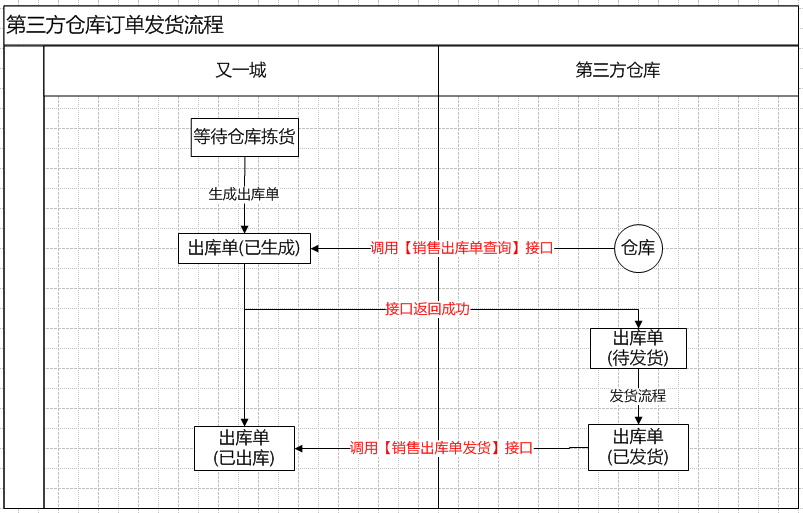 第三方仓库订单发货流程
又一城
第三方仓库
等待仓库拣货
生成出库单
出库单(已生成)
调用【销售出库单查询】接口
仓库
接口返回成功
出库单
(待发货)
发货流程
出库单
(已出库)
调用【销售出库单发货】接口
出库单
(已发货)